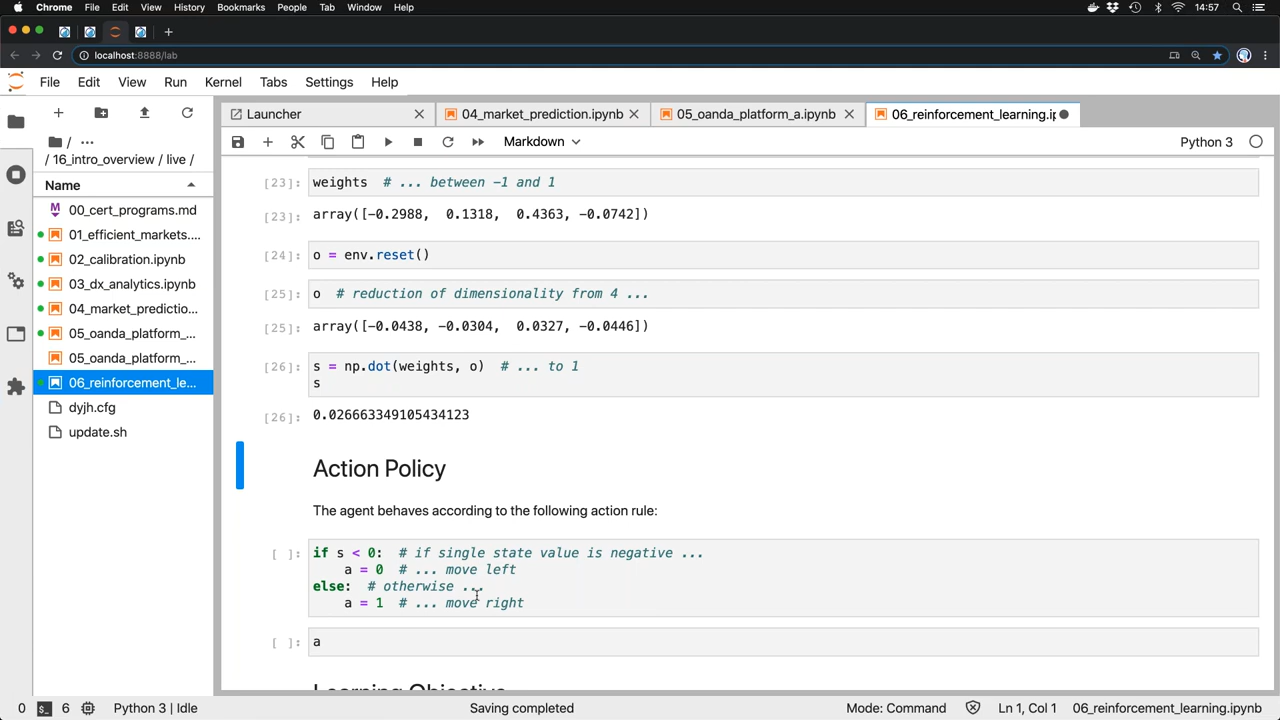 Chrome File Edit View History Bookmarks People Tab Window Help 14:57
localhost:8888/lab
File Edit View Run Kernel Tabs Settings Help
/ ...
/ 16_intro_overview / live /
Name
00_cert_programs.md
01_efficient_markets....
02_calibration.ipynb
03_dx_analytics.ipynb
04_market_predictio...
05_oanda_platform_...
05_oanda_platform_...
06_reinforcement_le...
dyjh.cfg
update.sh
Launcher 04_market_prediction.ipynb 05_oanda_platform_a.ipynb 06_reinforcement_learning.ip
Markdown Python 3
[23]: weights # ... between -1 and 1
[23]: array([-0.2988, 0.1318, 0.4363, -0.0742])
[24]: o = env.reset()
[25]: o # reduction of dimensionality from 4 ...
[25]: array([-0.0438, -0.0304, 0.0327, -0.0446])
[26]: s = np.dot(weights, o) # ... to 1
s
[26]: 0.026663349105434123
Action Policy
The agent behaves according to the following action rule:
[ ]: if s < 0: # if single state value is negative ...
a = 0 # ... move left
else: # otherwise ...
a = 1 # ... move right
[ ]: a
Learning Objective
0 6 Python 3 | Idle Saving completed Mode: Command Ln 1, Col 1 06_reinforcement_learning.ipynb